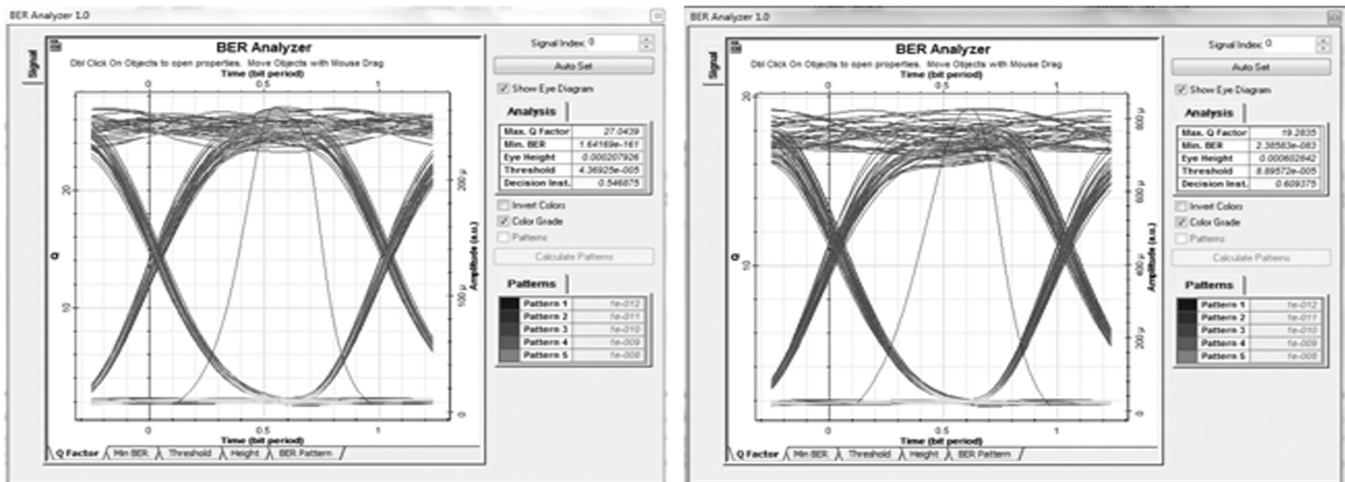 BER Analyzer 1.0
Signal
BER Analyzer
Dbl Click On Objects to open properties. Move Objects with Mouse Drag
Time (bit period)
0 0.5 1
Q
20
10
Amplitude (a.u.)
200 μ
100 μ
0
0 0.5 1
Time (bit period)
Q Factor Min BER Threshold Height BER Pattern
Signal Index: 0
Auto Set
Show Eye Diagram
Analysis
Max. Q Factor 27.0439
Min. BER 1.64169e-161
Eye Height 0.000207926
Threshold 4.36925e-005
Decision Inst. 0.546875
Invert Colors
Color Grade
Patterns
Calculate Patterns
Patterns
Pattern 1 1e-012
Pattern 2 1e-011
Pattern 3 1e-010
Pattern 4 1e-009
Pattern 5 1e-008
BER Analyzer 1.0
Signal
BER Analyzer
Dbl Click On Objects to open properties. Move Objects with Mouse Drag
Time (bit period)
0 0.5 1
Q
20
10
Amplitude (a.u.)
800 μ
600 μ
400 μ
200 μ
0
0 0.5 1
Time (bit period)
Q Factor Min BER Threshold Height BER Pattern
Signal Index: 0
Auto Set
Show Eye Diagram
Analysis
Max. Q Factor 19.2835
Min. BER 2.38583e-083
Eye Height 0.000602842
Threshold 8.89572e-005
Decision Inst. 0.609375
Invert Colors
Color Grade
Patterns
Calculate Patterns
Patterns
Pattern 1 1e-012
Pattern 2 1e-011
Pattern 3 1e-010
Pattern 4 1e-009
Pattern 5 1e-008